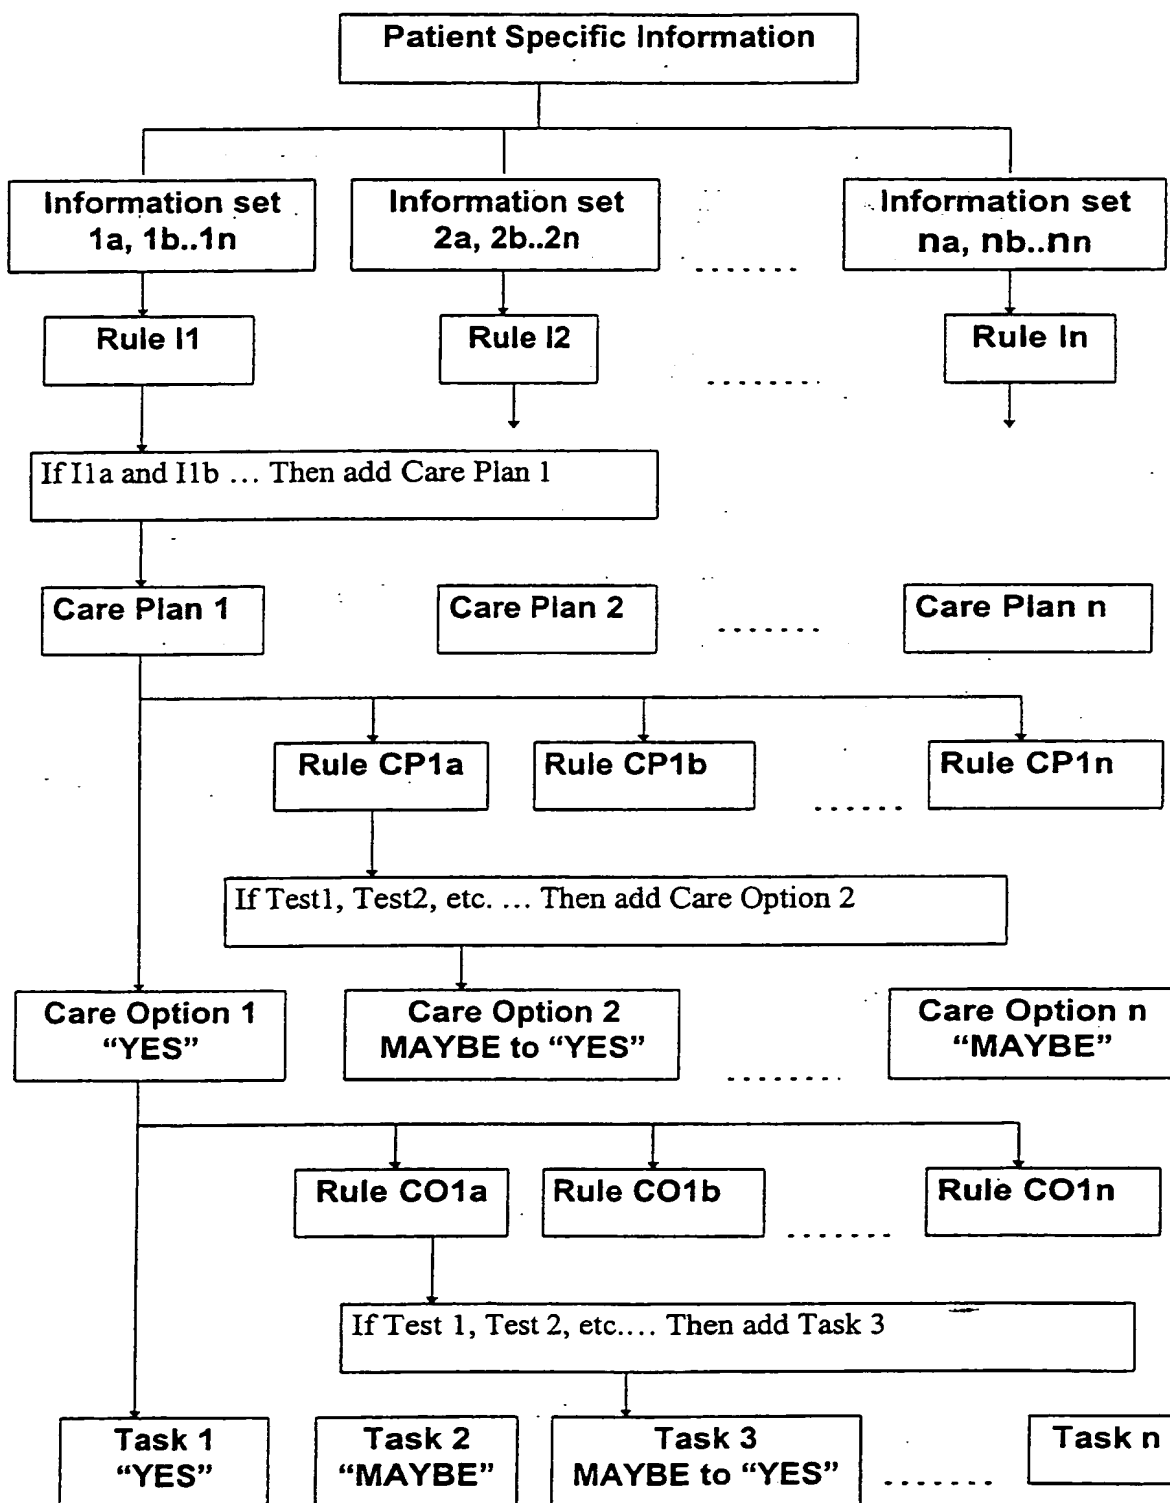 Patient Specific Information
Information set
1a, 1b..1n
Information set
2a, 2b..2n
Information set
na, nb..nn
Rule I1
Rule I2
Rule In
If I1a and I1b ... Then add Care Plan 1
Care Plan 1
Care Plan 2
Care Plan n
Rule CP1a
Rule CP1b
Rule CP1n
If Test1, Test2, etc. ... Then add Care Option 2
Care Option 1
“YES”
Care Option 2
MAYBE to “YES”
Care Option n
“MAYBE”
Rule CO1a
Rule CO1b
Rule CO1n
If Test 1, Test 2, etc.... Then add Task 3
Task 1
“YES”
Task 2
“MAYBE”
Task 3
MAYBE to “YES”
Task n